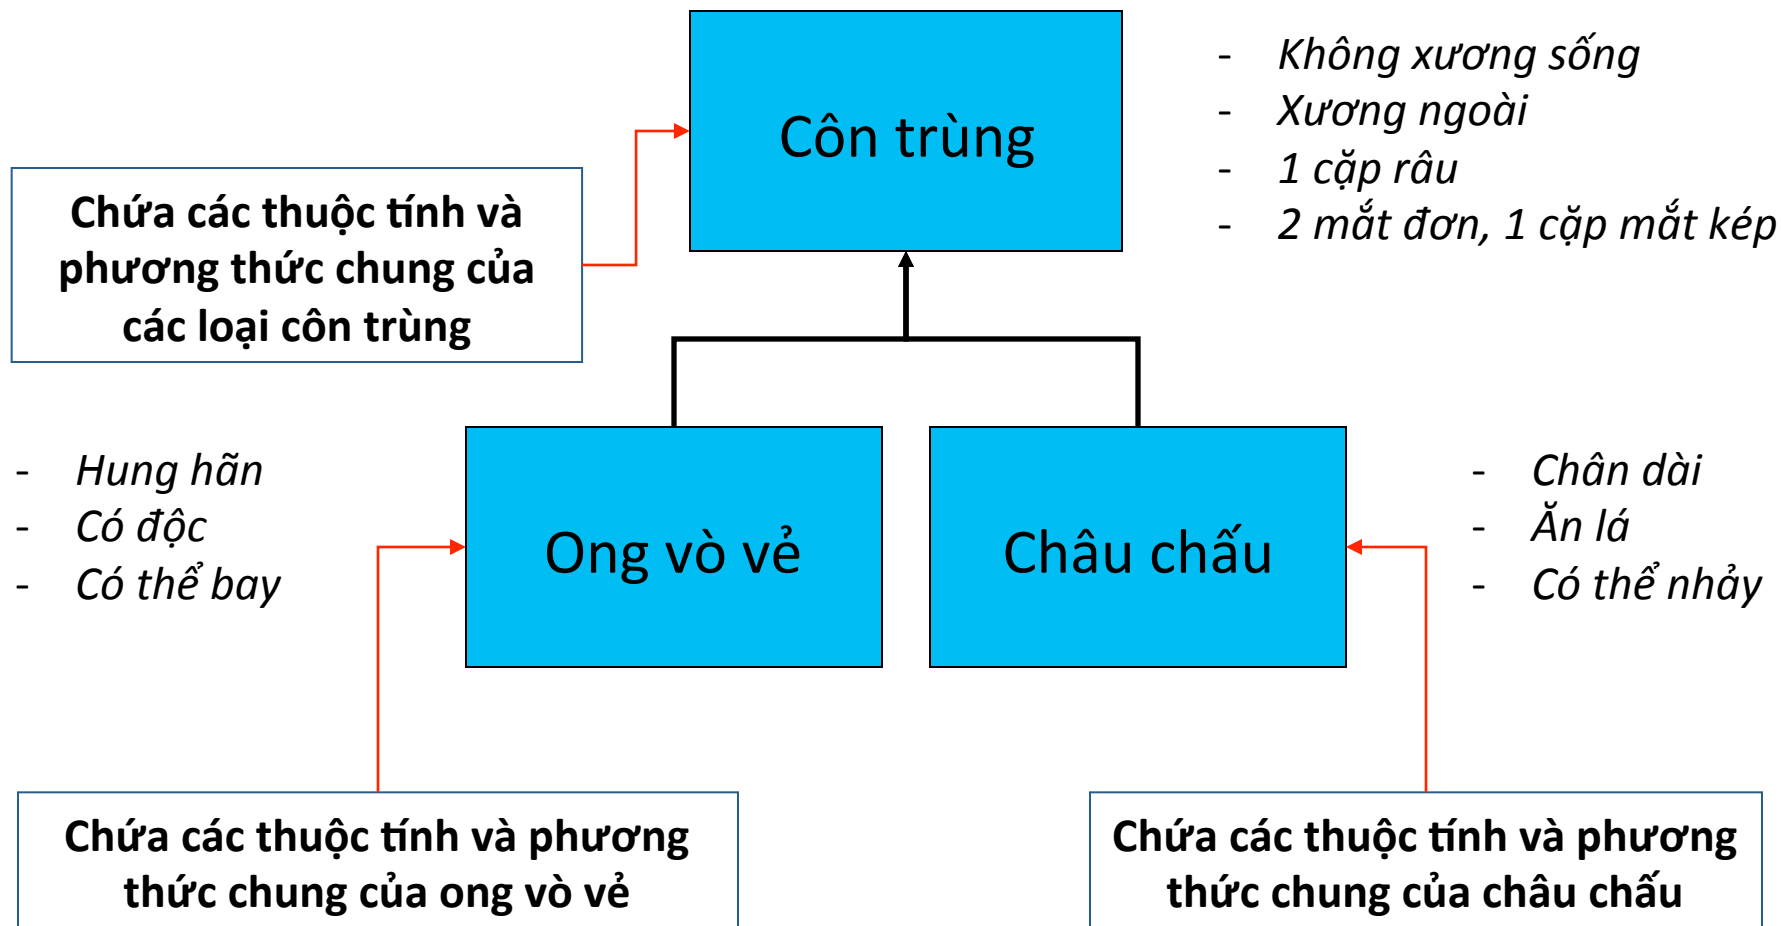 Côn trùng
- Không xương sống
- Xương ngoài
- 1 cặp râu
- 2 mắt đơn, 1 cặp mắt kép
Chứa các thuộc tính và
phương thức chung của
các loại côn trùng
- Hung hãn
- Có độc
- Có thể bay
Ong vò vẻ
Châu chấu
- Chân dài
- Ăn lá
- Có thể nhảy
Chứa các thuộc tính và phương
thức chung của ong vò vẻ
Chứa các thuộc tính và phương
thức chung của châu chấu